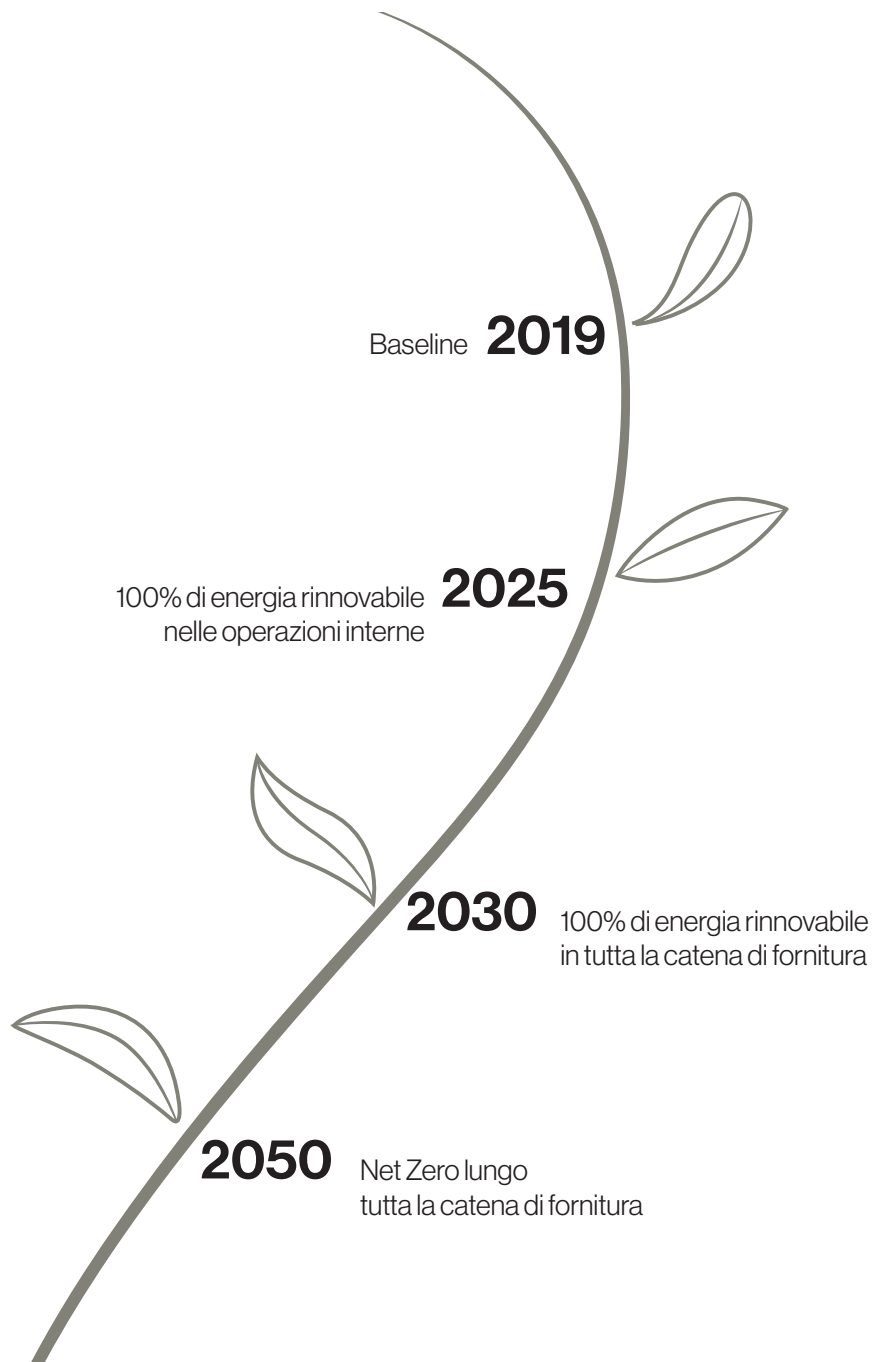 Baseline 2019
100% di energia rinnovabile 2025
nelle operazioni interne
2030 100% di energia rinnovabile
in tutta la catena di fornitura
2050 Net Zero lungo
tutta la catena di fornitura